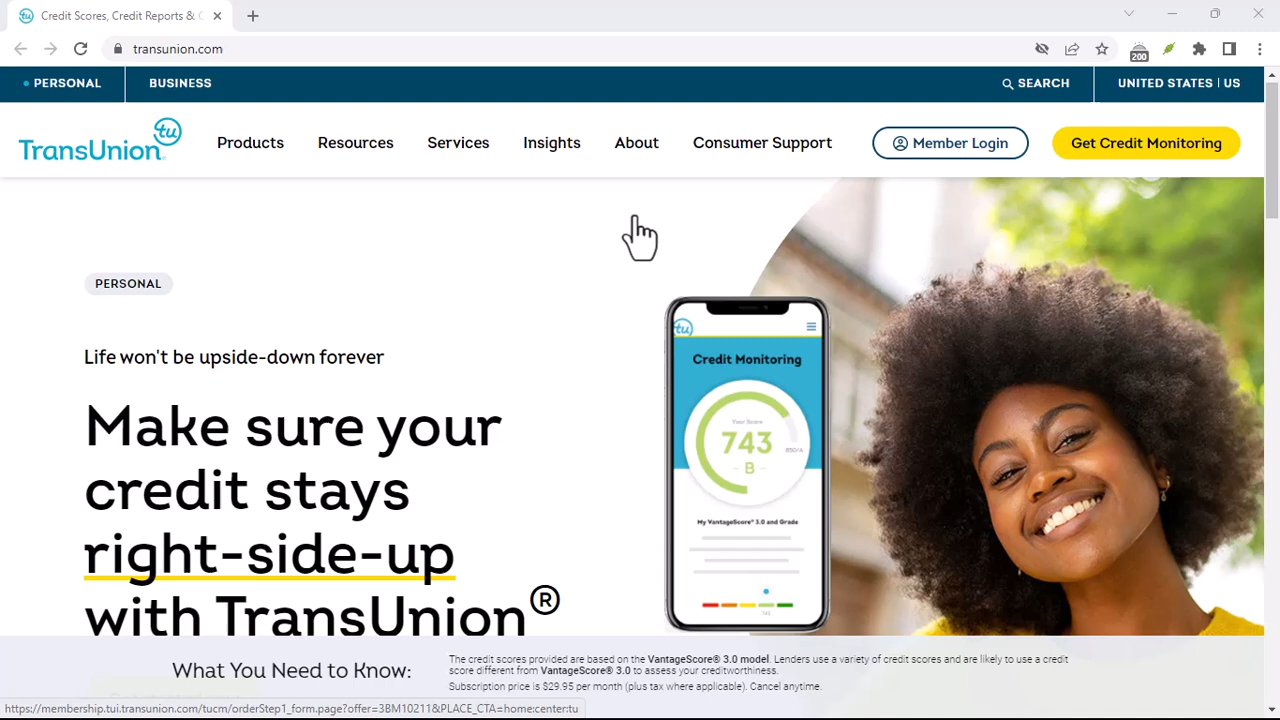 Credit Scores, Credit Reports & C
transunion.com
200
PERSONAL
BUSINESS
SEARCH
UNITED STATES | US
tu
TransUnion
Products
Resources
Services
Insights
About
Consumer Support
Member Login
Get Credit Monitoring
PERSONAL
Life won't be upside-down forever
Make sure your
credit stays
right-side-up
with TransUnion®
tu
Credit Monitoring
Your Score
743
B
850/A
My VantageScore® 3.0 and Grade
743
What You Need to Know:
The credit scores provided are based on the VantageScore® 3.0 model. Lenders use a variety of credit scores and are likely to use a credit
score different from VantageScore® 3.0 to assess your creditworthiness.
Subscription price is $29.95 per month (plus tax where applicable). Cancel anytime.
https://membership.tui.transunion.com/tucm/orderStep1_form.page?offer=3BM10211&PLACE_CTA=home:center:tu